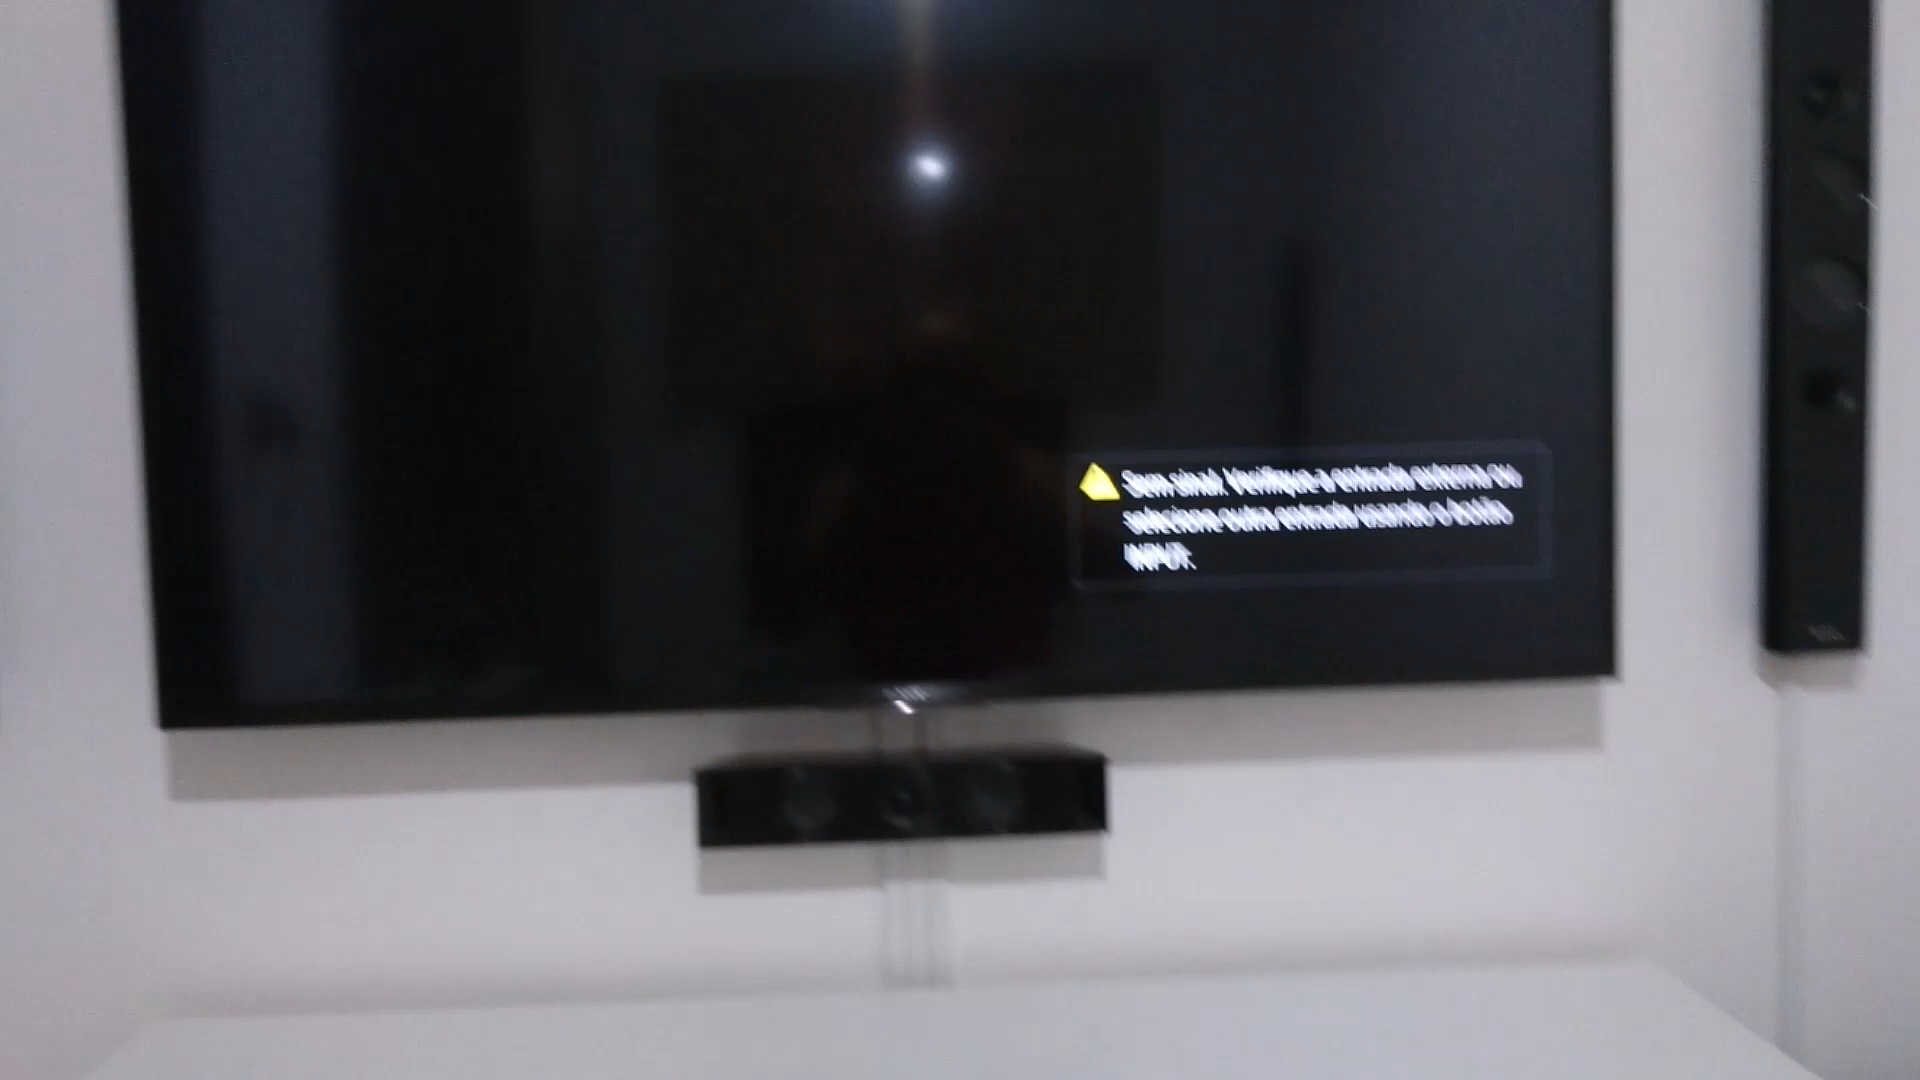 Sem sinal. Verifique a entrada externa ou
selecione outra entrada usando o botão
INPUT.